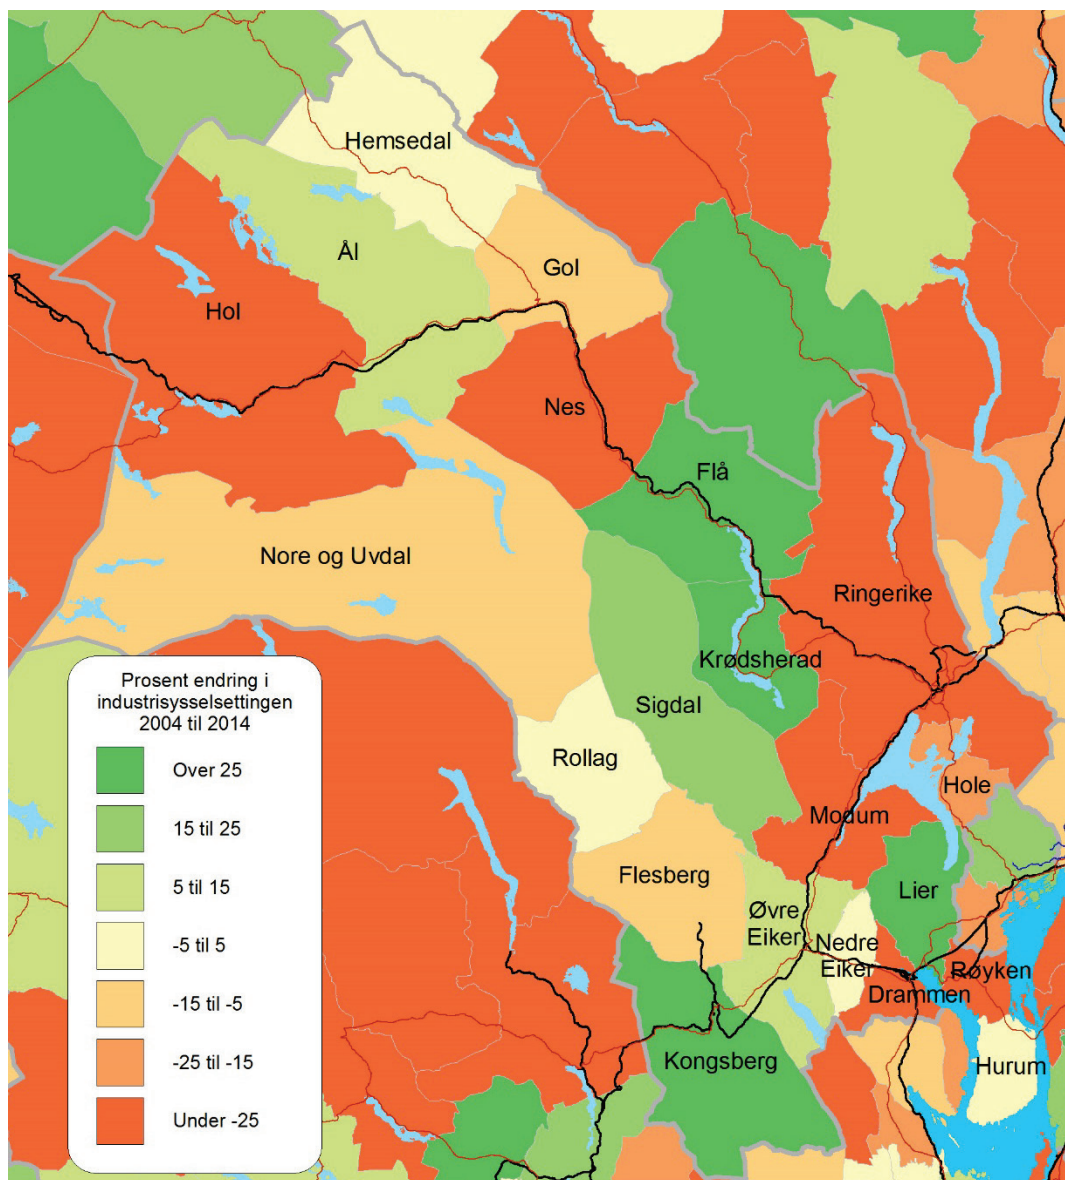 Hemsedal
Ål
Gol
Hol
Nes
Flå
Nore og Uvdal
Ringerike
Krødsherad
Sigdal
Rollag
Hole
Modum
Flesberg
Lier
Øvre
Eiker
Nedre
Eiker
Røyken
Drammen
Kongsberg
Hurum
Prosent endring i
industrisysselsettingen
2004 til 2014
Over 25
15 til 25
5 til 15
-5 til 5
-15 til -5
-25 til -15
Under -25